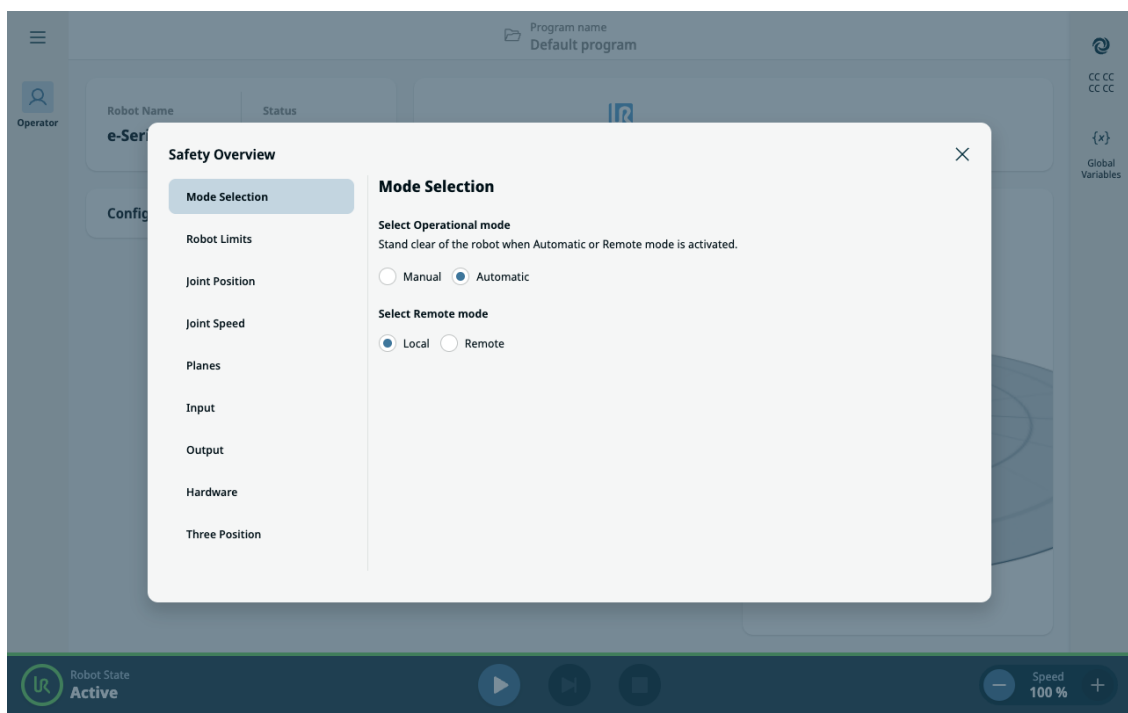 Program name
Default program
CC CC
CC CC
Operator
Robot Name
Status
e-Seri
{x}
Global
Variables
Config
Safety Overview
Mode Selection
Robot Limits
Joint Position
Joint Speed
Planes
Input
Output
Hardware
Three Position
Mode Selection
Select Operational mode
Stand clear of the robot when Automatic or Remote mode is activated.
Manual Automatic
Select Remote mode
Local Remote
Robot State
Active
Speed
100 %